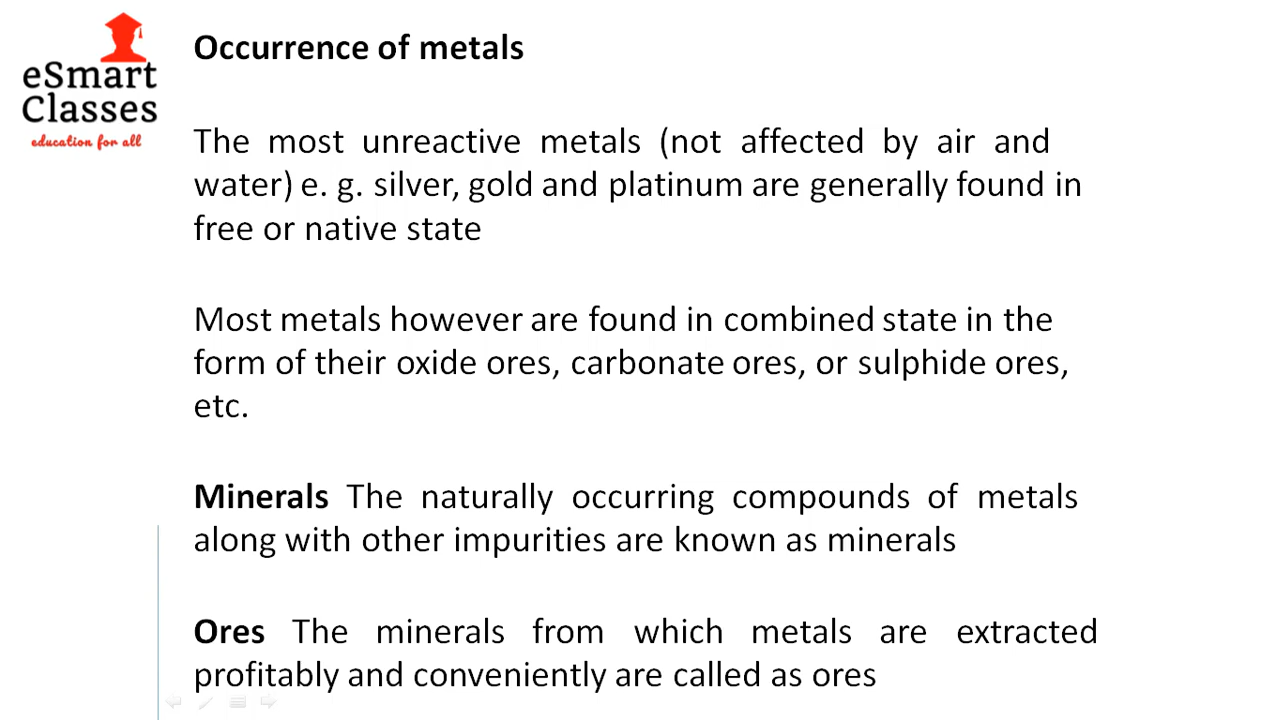 eSmart
Classes
education for all
Occurrence of metals
The most unreactive metals (not affected by air and
water) e. g. silver, gold and platinum are generally found in
free or native state
Most metals however are found in combined state in the
form of their oxide ores, carbonate ores, or sulphide ores,
etc.
Minerals The naturally occurring compounds of metals
along with other impurities are known as minerals
Ores The minerals from which metals are extracted
profitably and conveniently are called as ores